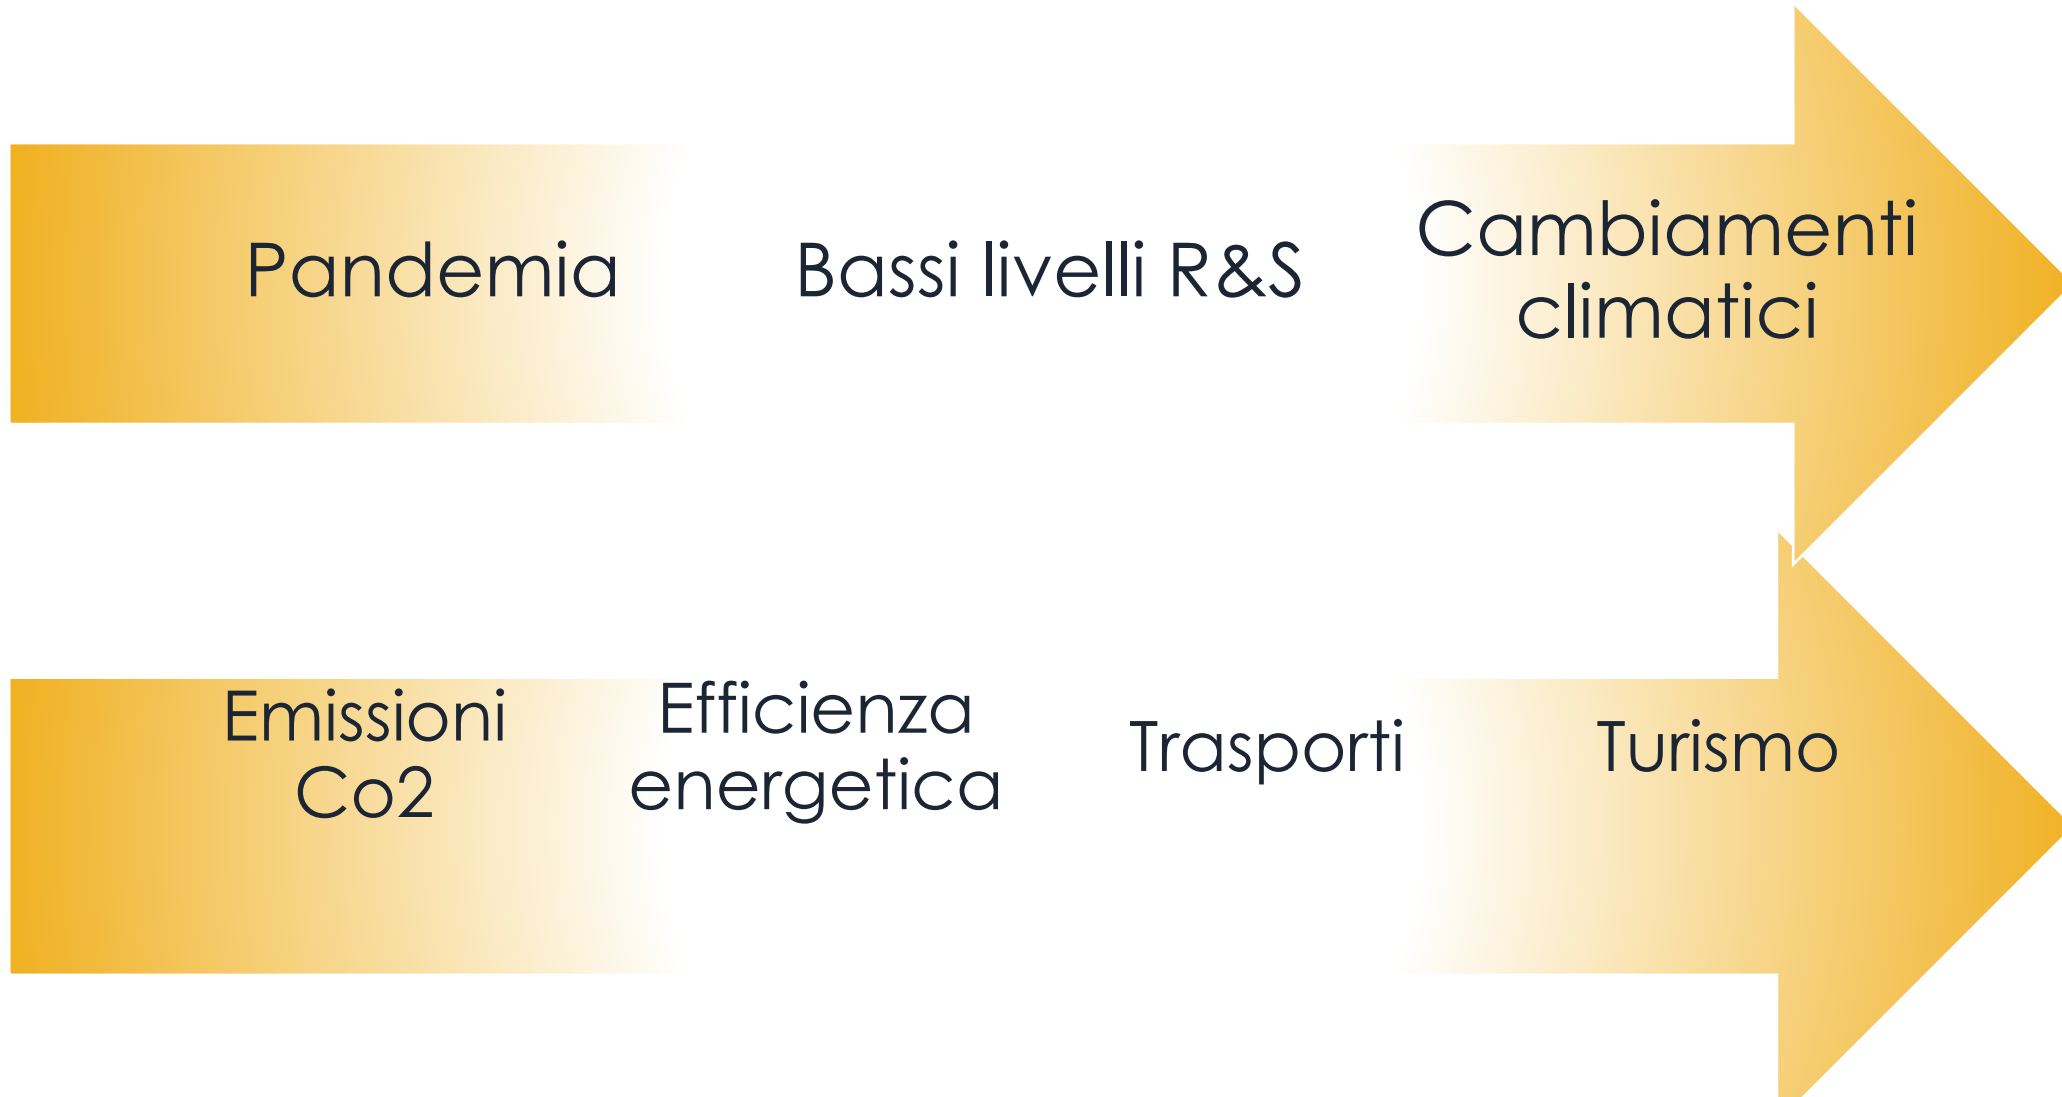 Pandemia
Bassi livelli R&S
Cambiamenti
climatici
Emissioni
Co2
Efficienza
energetica
Trasporti
Turismo